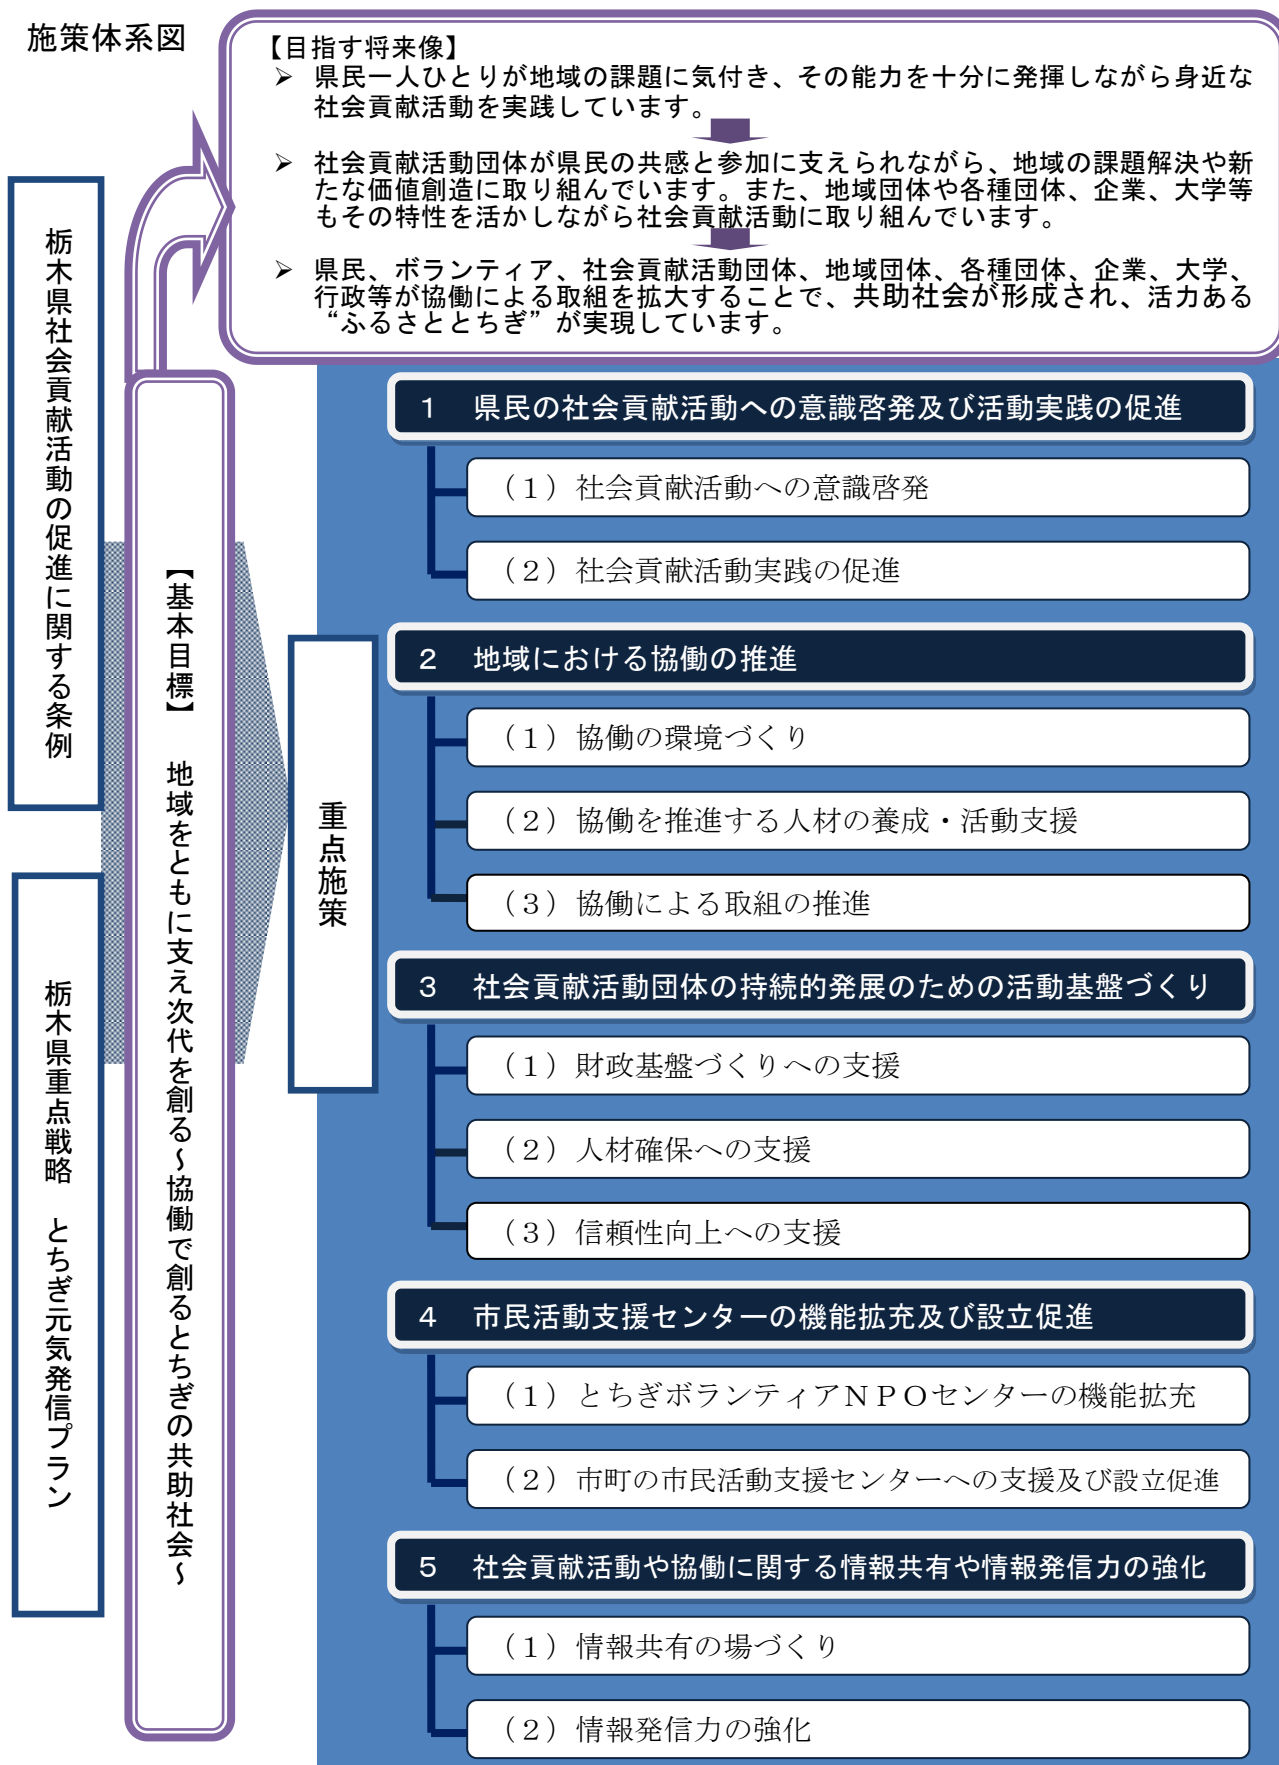 施策体系図
【目指す将来像】
➢ 県民一人ひとりが地域の課題に気付き、その能力を十分に発揮しながら身近な
社会貢献活動を実践しています。
➢ 社会貢献活動団体が県民の共感と参加に支えられながら、地域の課題解決や新
たな価値創造に取り組んでいます。また、地域団体や各種団体、企業、大学等
もその特性を活かしながら社会貢献活動に取り組んでいます。
➢ 県民、ボランティア、社会貢献活動団体、地域団体、各種団体、企業、大学、
行政等が協働による取組を拡大することで、共助社会が形成され、活力ある
“ふるさととちぎ”が実現しています。
栃木県社会貢献活動の促進に関する条例
栃木県重点戦略　とちぎ元気発信プラン
【基本目標】　地域をともに支え次代を創る～協働で創るとちぎの共助社会～
重点施策
１　県民の社会貢献活動への意識啓発及び活動実践の促進
（１）社会貢献活動への意識啓発
（２）社会貢献活動実践の促進
２　地域における協働の推進
（１）協働の環境づくり
（２）協働を推進する人材の養成・活動支援
（３）協働による取組の推進
３　社会貢献活動団体の持続的発展のための活動基盤づくり
（１）財政基盤づくりへの支援
（２）人材確保への支援
（３）信頼性向上への支援
４　市民活動支援センターの機能拡充及び設立促進
（１）とちぎボランティアＮＰＯセンターの機能拡充
（２）市町の市民活動支援センターへの支援及び設立促進
５　社会貢献活動や協働に関する情報共有や情報発信力の強化
（１）情報共有の場づくり
（２）情報発信力の強化